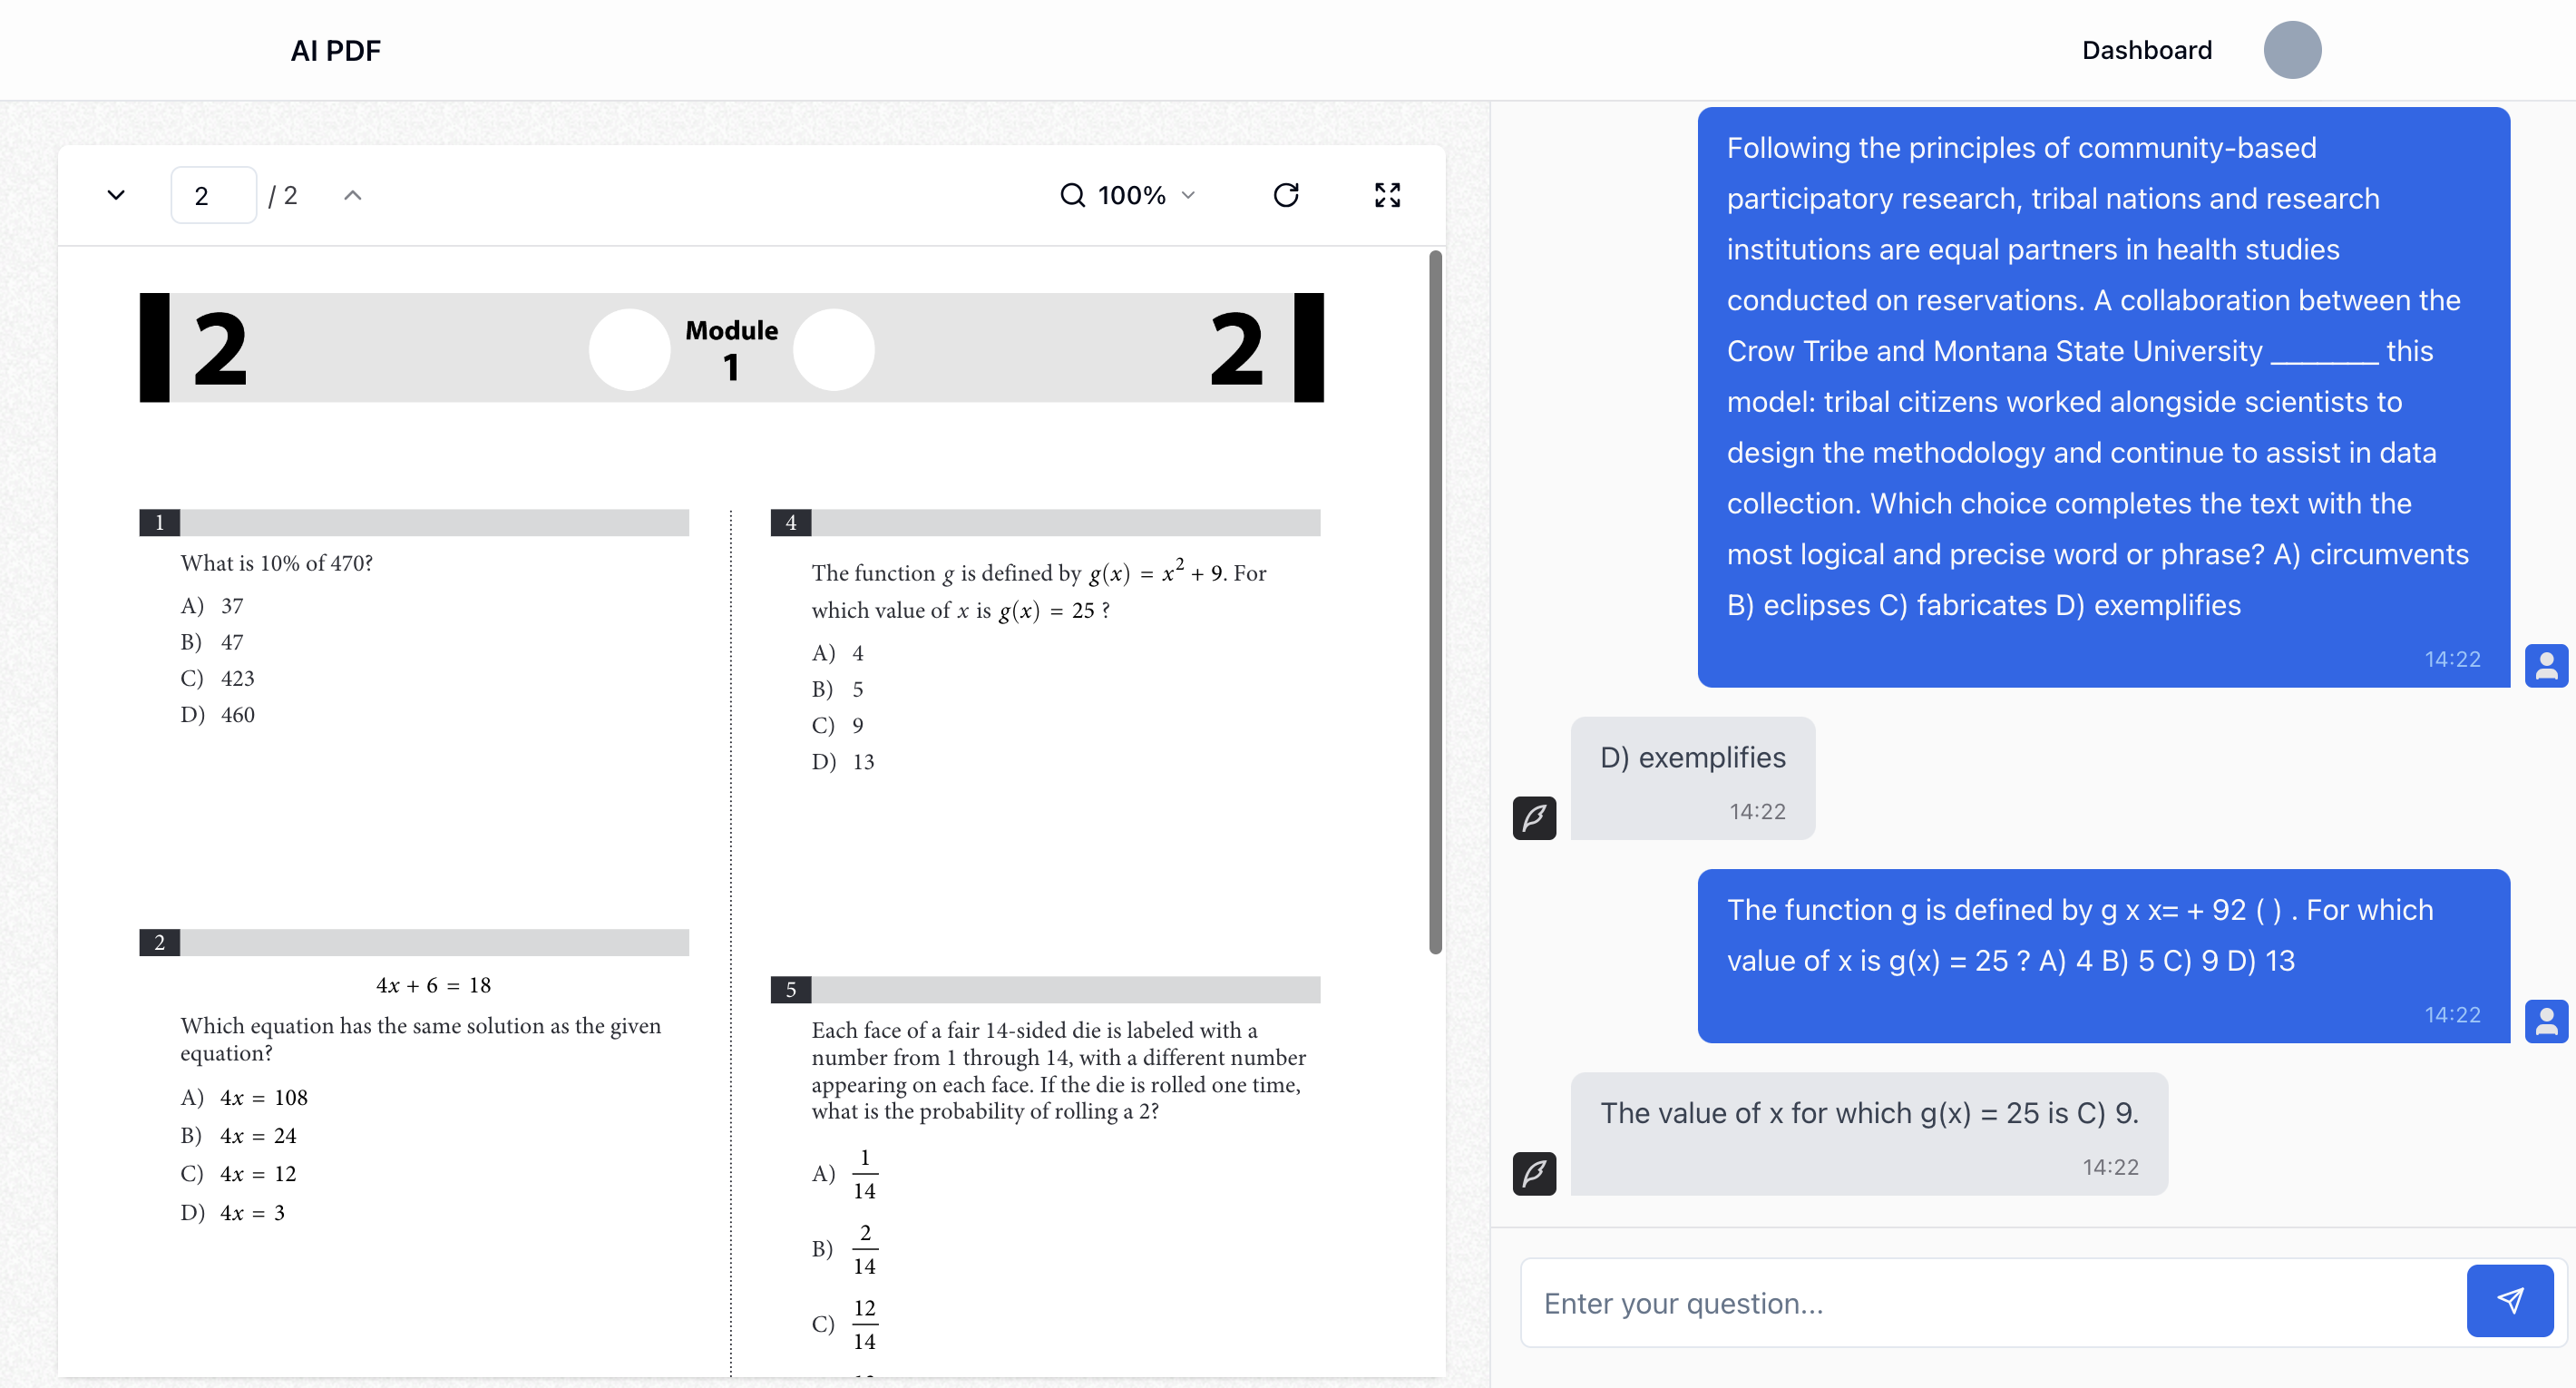 AI PDF
Dashboard
2 / 2
100%
2
Module
1
2
1
What is 10% of 470?
A) 37
B) 47
C) 423
D) 460
2
4x + 6 = 18
Which equation has the same solution as the given
equation?
A) 4x = 108
B) 4x = 24
C) 4x = 12
D) 4x = 3
4
The function g is defined by g(x) = x² + 9. For
which value of x is g(x) = 25 ?
A) 4
B) 5
C) 9
D) 13
5
Each face of a fair 14-sided die is labeled with a
number from 1 through 14, with a different number
appearing on each face. If the die is rolled one time,
what is the probability of rolling a 2?
A) 1/14
B) 2/14
C) 12/14
Following the principles of community-based
participatory research, tribal nations and research
institutions are equal partners in health studies
conducted on reservations. A collaboration between the
Crow Tribe and Montana State University _______ this
model: tribal citizens worked alongside scientists to
design the methodology and continue to assist in data
collection. Which choice completes the text with the
most logical and precise word or phrase? A) circumvents
B) eclipses C) fabricates D) exemplifies
14:22
D) exemplifies
14:22
The function g is defined by g x x= + 92 ( ) . For which
value of x is g(x) = 25 ? A) 4 B) 5 C) 9 D) 13
14:22
The value of x for which g(x) = 25 is C) 9.
14:22
Enter your question...